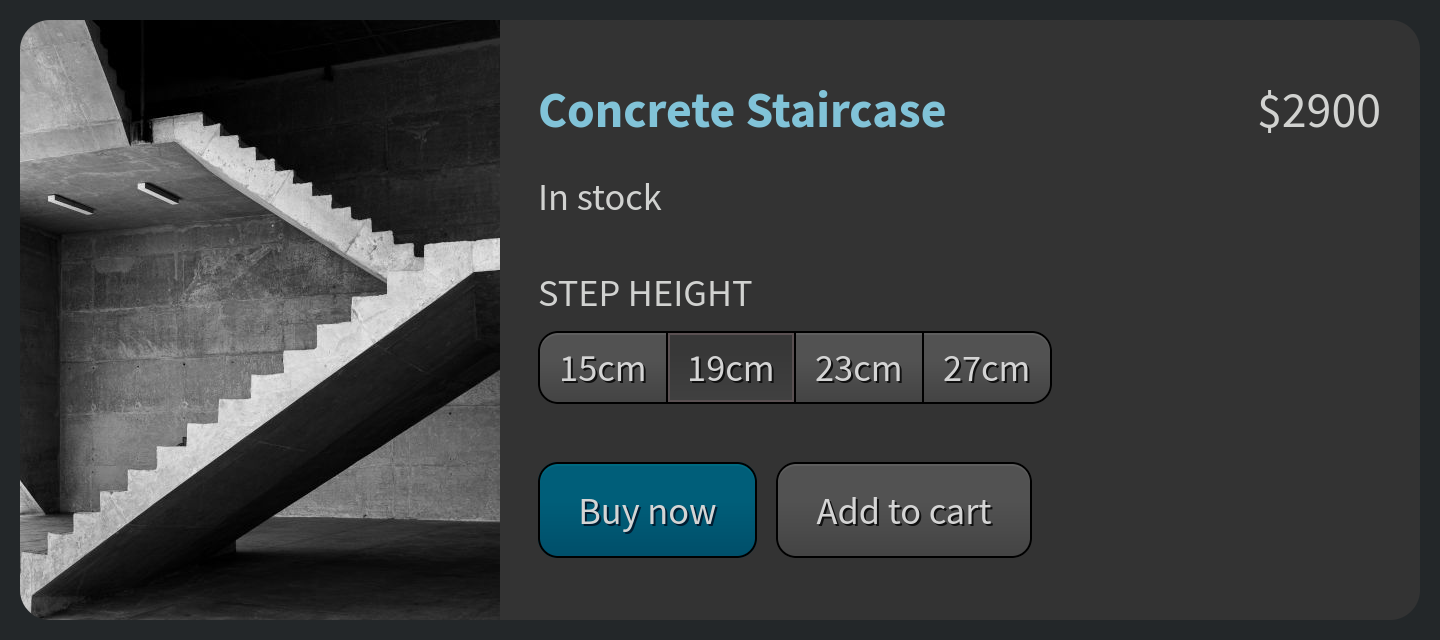 Concrete Staircase $2900
In stock
STEP HEIGHT
15cm 19cm 23cm 27cm
Buy now Add to cart